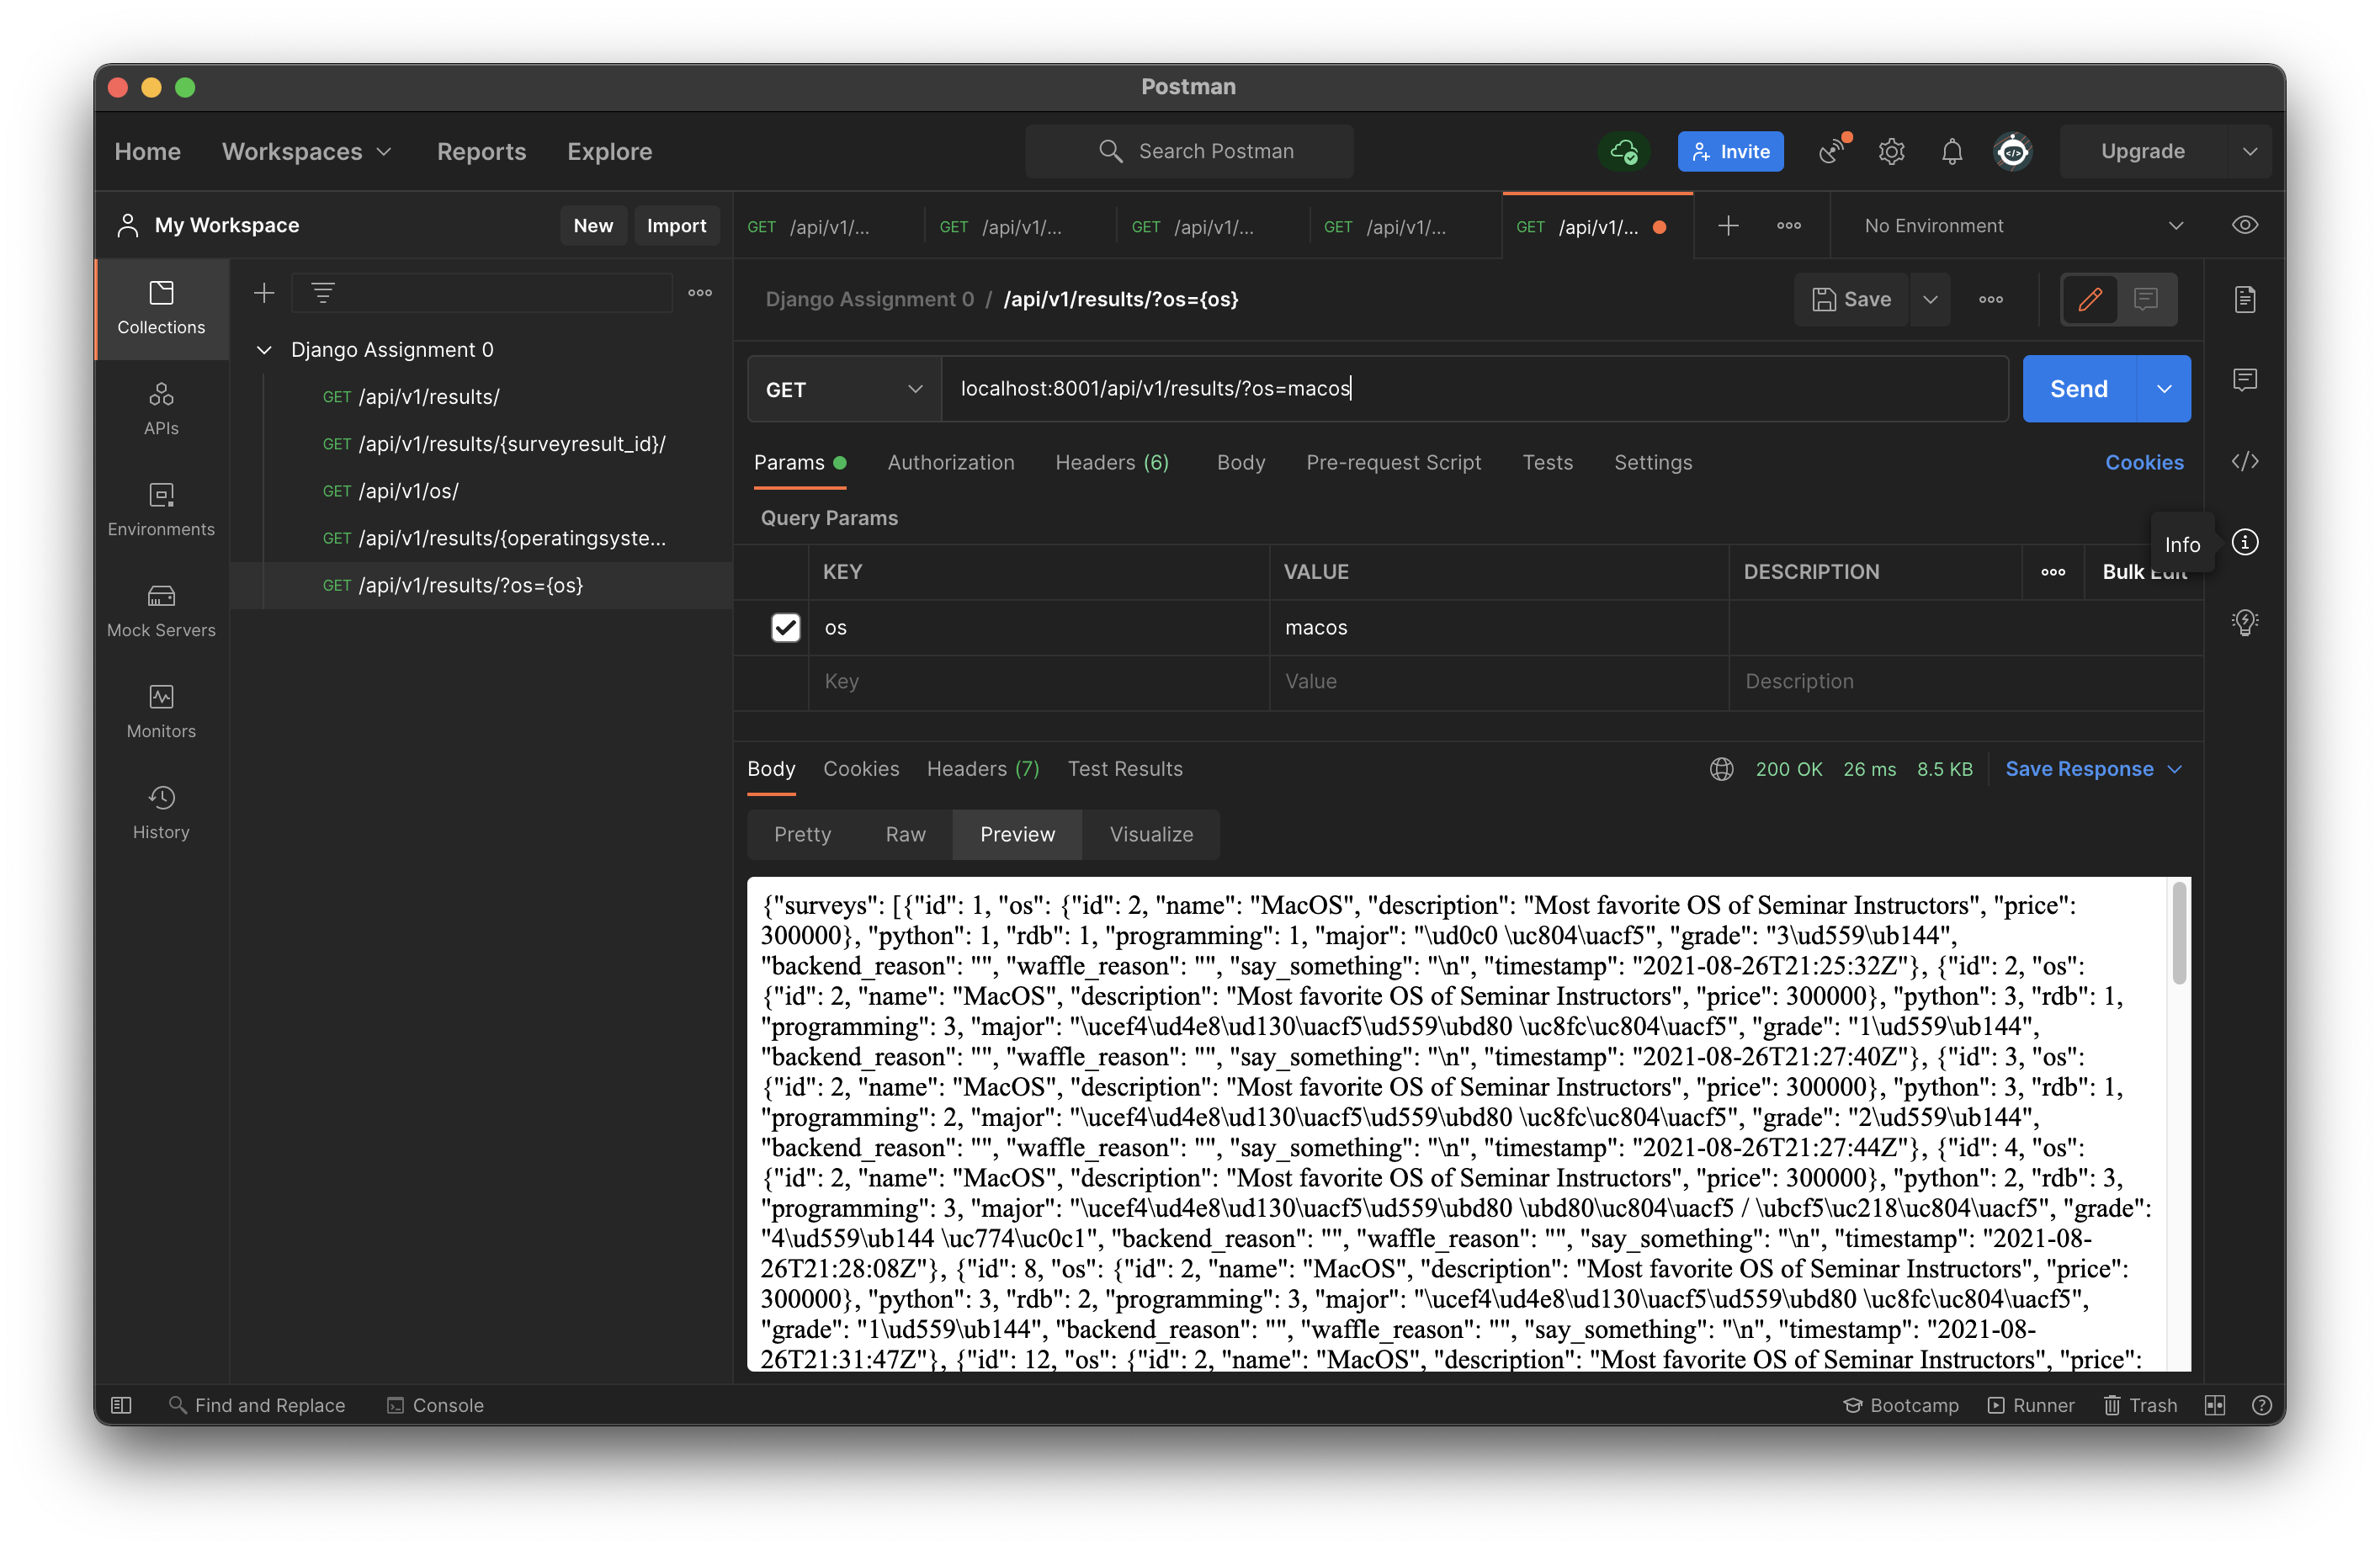 Postman
Home Workspaces Reports Explore Search Postman Invite Upgrade
My Workspace New Import
GET /api/v1/... GET /api/v1/... GET /api/v1/... GET /api/v1/... GET /api/v1/... No Environment
Collections
APIs
Environments
Mock Servers
Monitors
History
Django Assignment 0
GET /api/v1/results/
GET /api/v1/results/{surveyresult_id}/
GET /api/v1/os/
GET /api/v1/results/{operatingsyste...
GET /api/v1/results/?os={os}
Django Assignment 0 / /api/v1/results/?os={os} Save
GET localhost:8001/api/v1/results/?os=macos Send
Params Authorization Headers (6) Body Pre-request Script Tests Settings Cookies
Query Params
Info
KEY VALUE DESCRIPTION Bulk Edit
os macos
Key Value Description
Body Cookies Headers (7) Test Results 200 OK 26 ms 8.5 KB Save Response
Pretty Raw Preview Visualize
{"surveys": [{"id": 1, "os": {"id": 2, "name": "MacOS", "description": "Most favorite OS of Seminar Instructors", "price":
300000}, "python": 1, "rdb": 1, "programming": 1, "major": "\ud0c0 \uc804\uacf5", "grade": "3\ud559\ub144",
"backend_reason": "", "waffle_reason": "", "say_something": "\n", "timestamp": "2021-08-26T21:25:32Z"}, {"id": 2, "os":
{"id": 2, "name": "MacOS", "description": "Most favorite OS of Seminar Instructors", "price": 300000}, "python": 3, "rdb": 1,
"programming": 3, "major": "\ucef4\ud4e8\ud130\uacf5\ud559\ubd80 \uc8fc\uc804\uacf5", "grade": "1\ud559\ub144",
"backend_reason": "", "waffle_reason": "", "say_something": "\n", "timestamp": "2021-08-26T21:27:40Z"}, {"id": 3, "os":
{"id": 2, "name": "MacOS", "description": "Most favorite OS of Seminar Instructors", "price": 300000}, "python": 3, "rdb": 1,
"programming": 2, "major": "\ucef4\ud4e8\ud130\uacf5\ud559\ubd80 \uc8fc\uc804\uacf5", "grade": "2\ud559\ub144",
"backend_reason": "", "waffle_reason": "", "say_something": "\n", "timestamp": "2021-08-26T21:27:44Z"}, {"id": 4, "os":
{"id": 2, "name": "MacOS", "description": "Most favorite OS of Seminar Instructors", "price": 300000}, "python": 2, "rdb": 3,
"programming": 3, "major": "\ucef4\ud4e8\ud130\uacf5\ud559\ubd80 \ubd80\uc804\uacf5 / \ubcf5\uc218\uc804\uacf5", "grade":
"4\ud559\ub144 \uc774\uc0c1", "backend_reason": "", "waffle_reason": "", "say_something": "\n", "timestamp": "2021-08-
26T21:28:08Z"}, {"id": 8, "os": {"id": 2, "name": "MacOS", "description": "Most favorite OS of Seminar Instructors", "price":
300000}, "python": 3, "rdb": 2, "programming": 3, "major": "\ucef4\ud4e8\ud130\uacf5\ud559\ubd80 \uc8fc\uc804\uacf5",
"grade": "1\ud559\ub144", "backend_reason": "", "waffle_reason": "", "say_something": "\n", "timestamp": "2021-08-
26T21:31:47Z"}, {"id": 12, "os": {"id": 2, "name": "MacOS", "description": "Most favorite OS of Seminar Instructors", "price":
Find and Replace Console Bootcamp Runner Trash